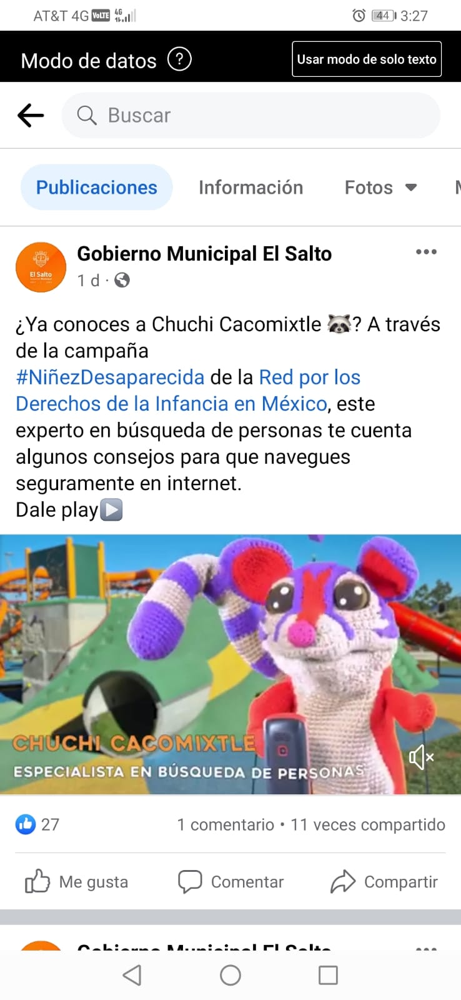 AT&T 4G VoLTE 4G 44 3:27
Modo de datos ? Usar modo de solo texto
Buscar
Publicaciones Información Fotos
El Salto
Gobierno Municipal El Salto
1 d ·
¿Ya conoces a Chuchi Cacomixtle 🦝? A través
de la campaña
#NiñezDesaparecida de la Red por los
Derechos de la Infancia en México, este
experto en búsqueda de personas te cuenta
algunos consejos para que navegues
seguramente en internet.
Dale play▶️
CHUCHI CACOMIXTLE
ESPECIALISTA EN BÚSQUEDA DE PERSONAS
27 1 comentario • 11 veces compartido
Me gusta Comentar Compartir
Gobierno Municipal El Salto